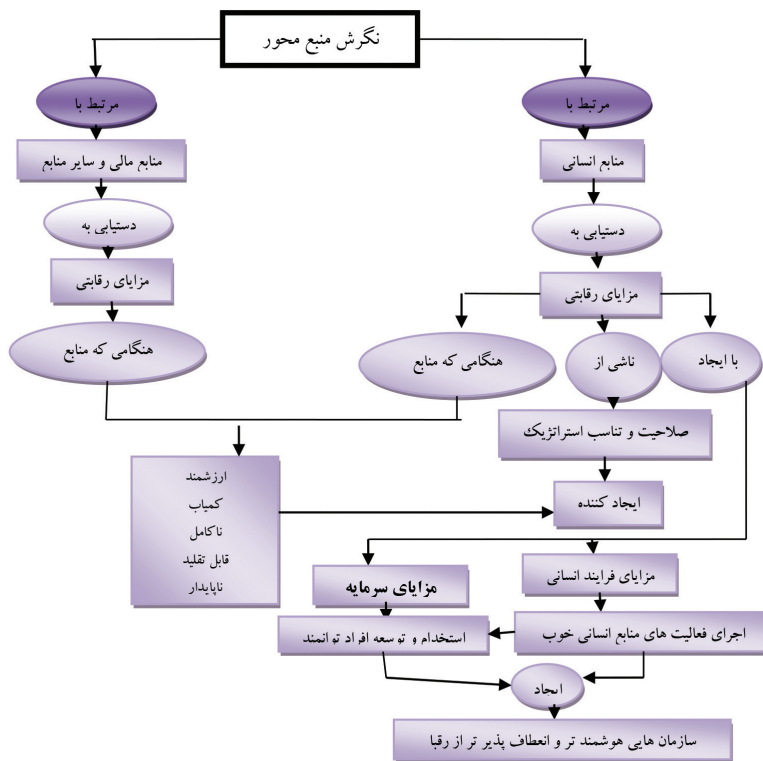 نگرش منبع محور
مرتبط با
مرتبط با
منابع انسانی
منابع مالی و سایر منابع
دستیابی به
دستیابی به
مزایای رقابتی
مزایای رقابتی
با ایجاد
ناشی از
هنگامی که منابع
هنگامی که منابع
صلاحیت و تناسب استراتژیک
ارزشمند
کمیاب
ناکامل
قابل تقلید
ناپایدار
ایجاد کننده
مزایای فرایند انسانی
مزایای سرمایه
اجرای فعالیت های منابع انسانی خوب
استخدام و توسعه افراد توانمند
ایجاد
سازمان هایی هوشمند تر و انعطاف پذیر تر از رقبا